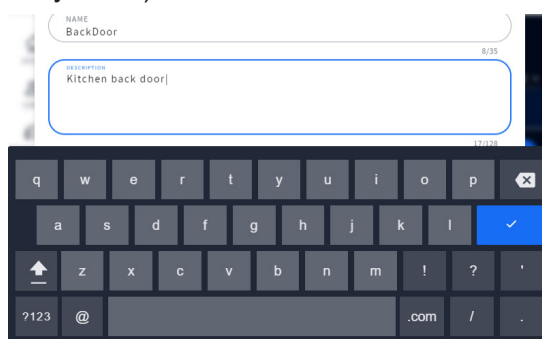 NAME
BackDoor
8/35
DESCRIPTION
Kitchen back door
17/128
q w e r t y u i o p
a s d f g h j k l
z x c v b n m ! ? '
?123 @ .com / .